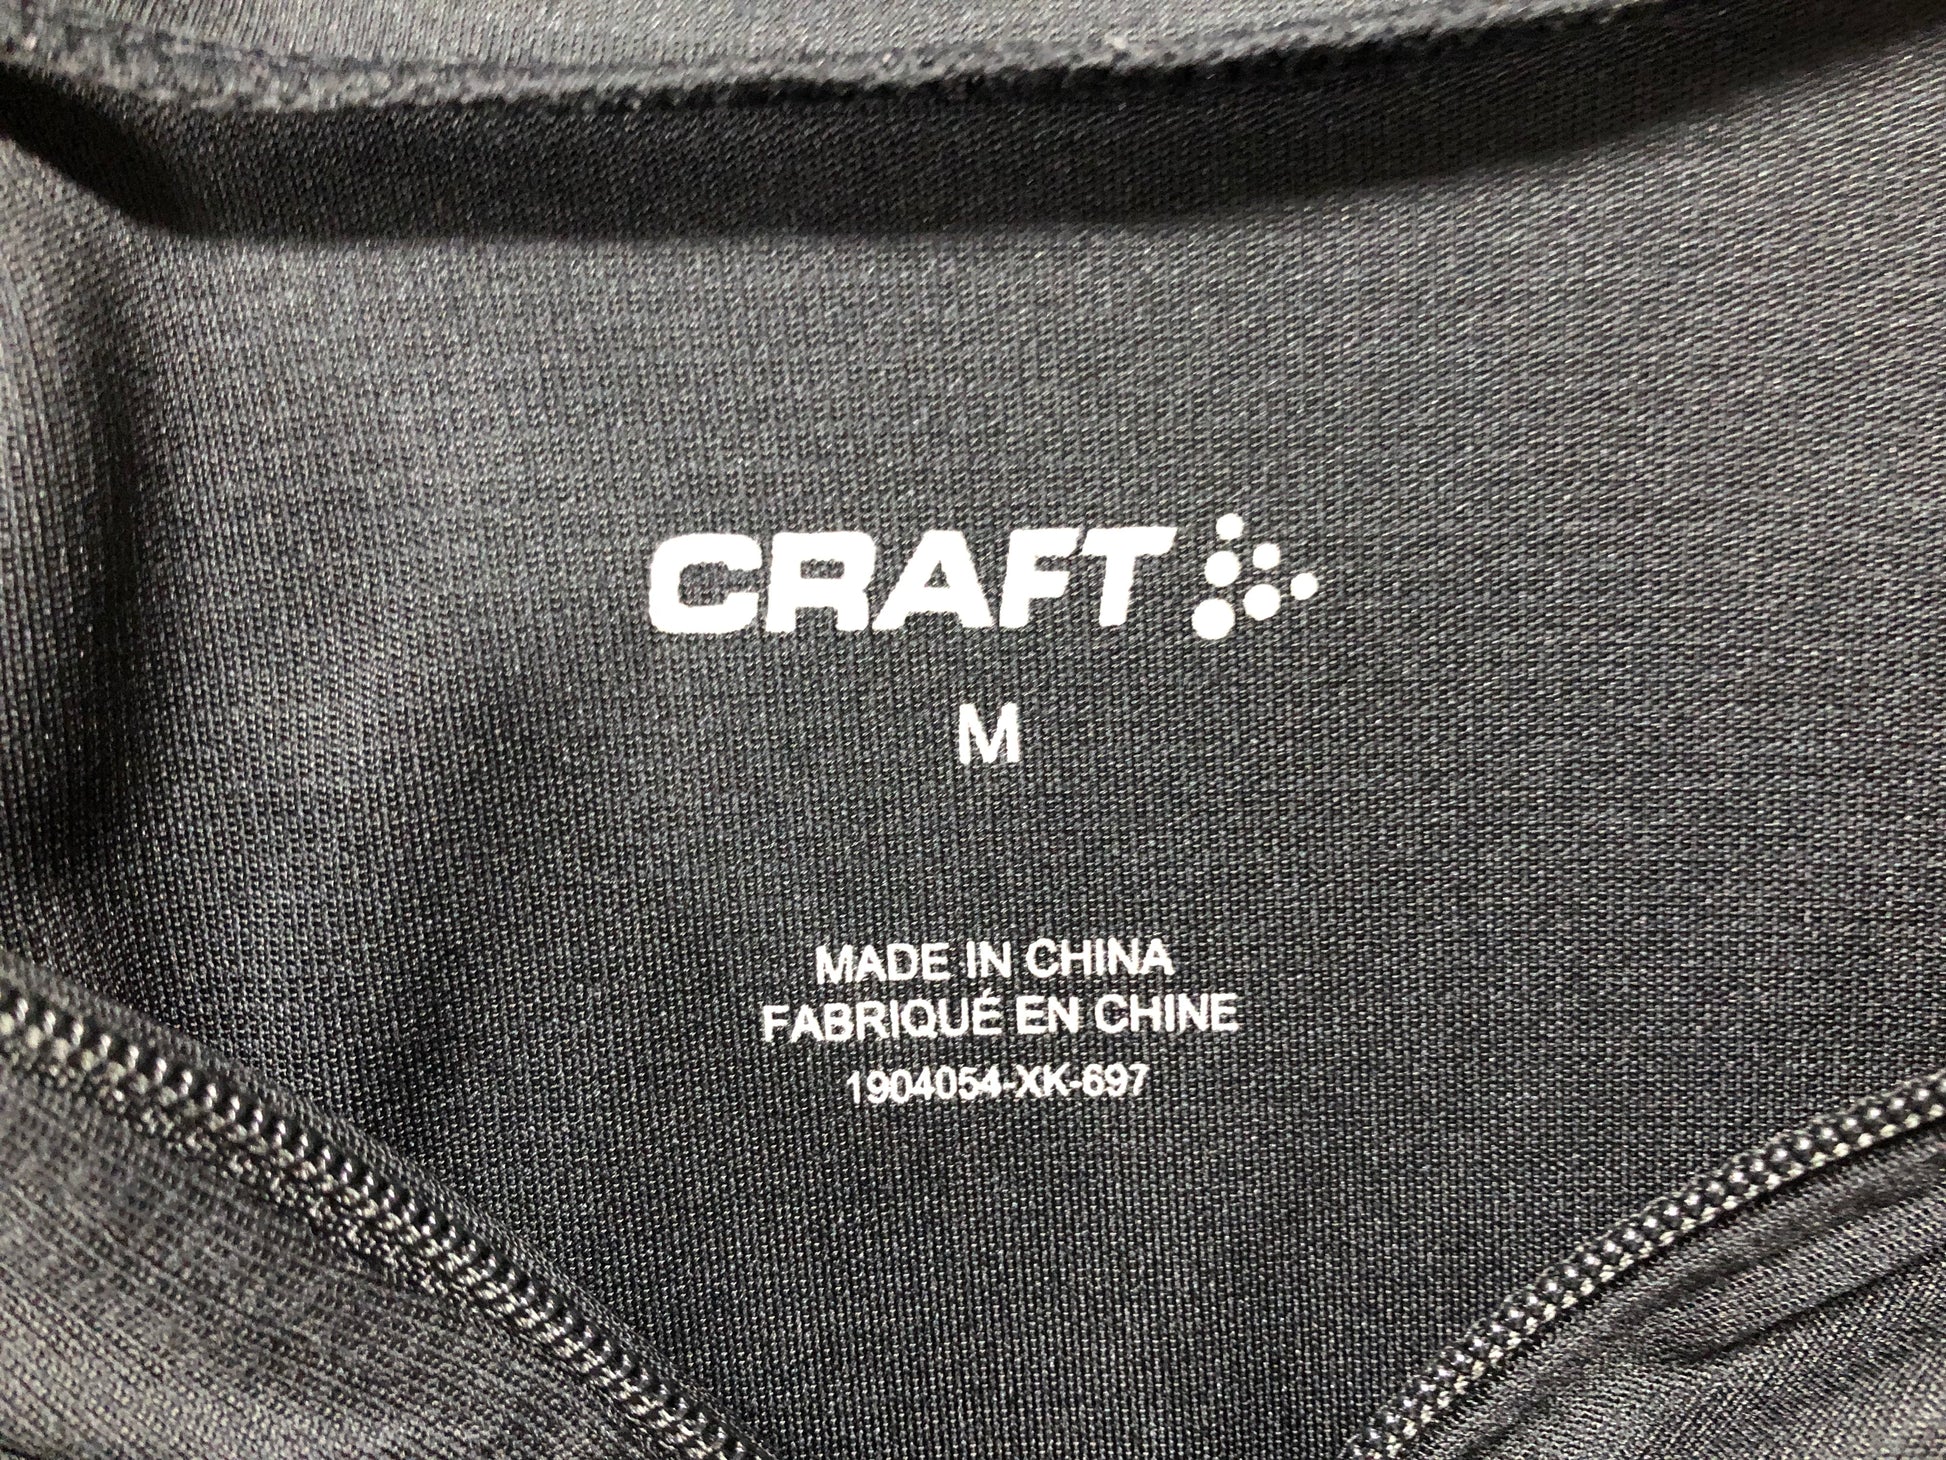 CRAFT
M
MADE IN CHINA
FABRIQUÉ EN CHINE
1904054-XK-697